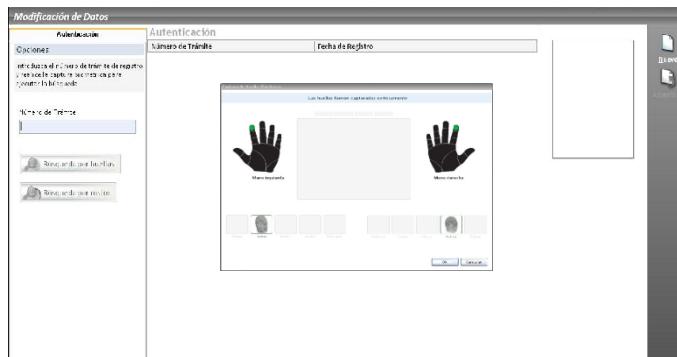 Modificación de Datos
Autenticación
Opciones
Introduzca el número de trámite de registro
y realice la captura biométrica para
ejecutar la búsqueda
Número de Trámite
Búsqueda por huellas
Búsqueda por rostro
Autenticación
Número de Trámite
Fecha de Registro
Las huellas fueron capturadas correctamente
Mano izquierda
Mano derecha
OK
Cancelar